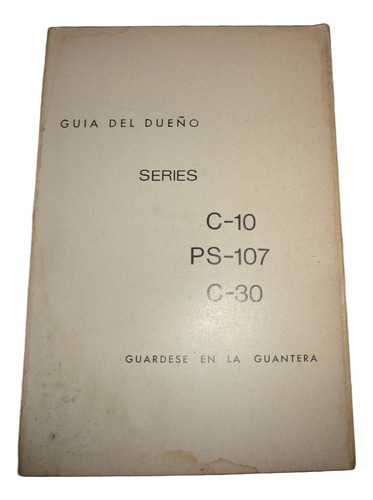 GUIA DEL DUEÑO
SERIES
C-10
PS-107
C-30
GUARDESE EN LA GUANTERA